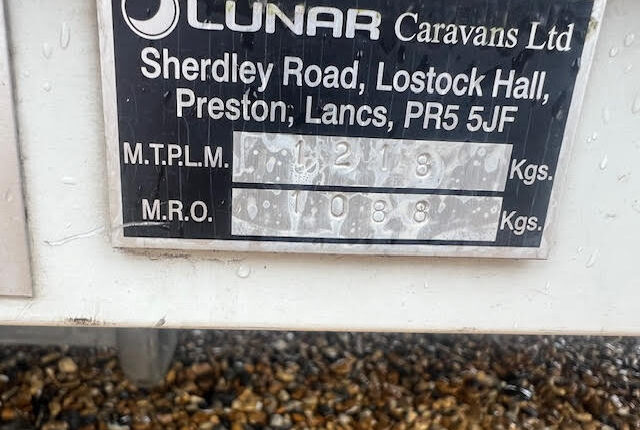 LUNAR Caravans Ltd
Sherdley Road, Lostock Hall,
Preston, Lancs, PR5 5JF
M.T.P.L.M. 1218 Kgs.
M.R.O. 1088 Kgs.